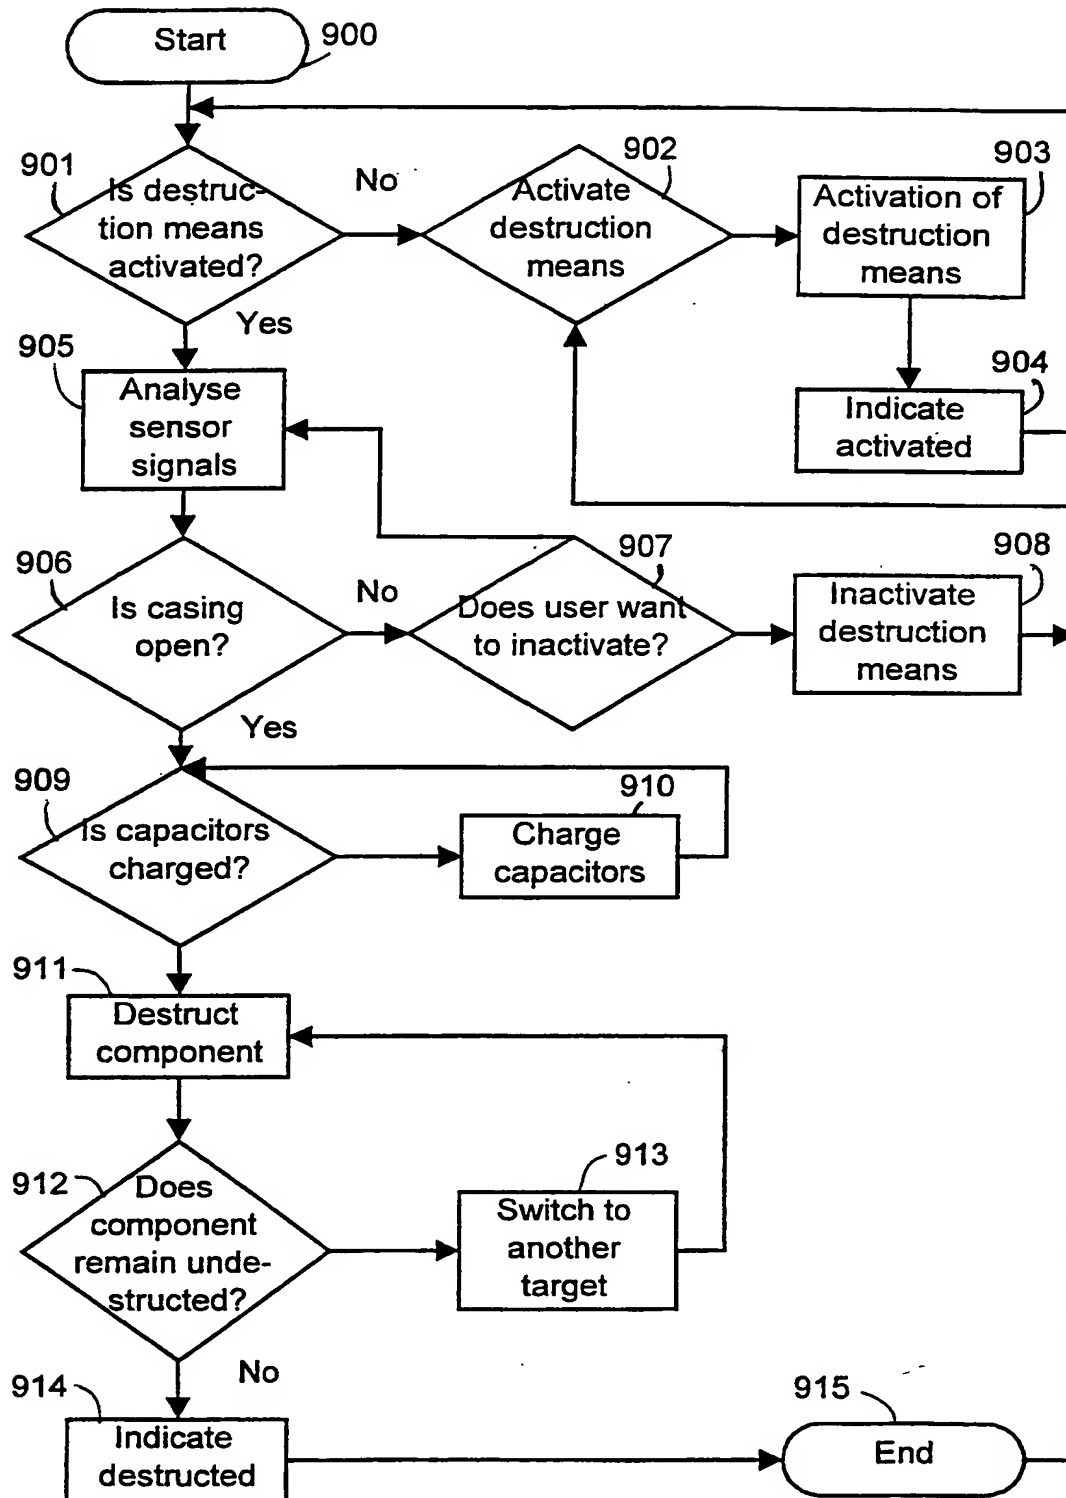 Start
900
901
Is destruc-
tion means
activated?
No
902
Activate
destruction
means
903
Activation of
destruction
means
Yes
904
Indicate
activated
905
Analyse
sensor
signals
906
Is casing
open?
No
907
Does user want
to inactivate?
908
Inactivate
destruction
means
Yes
909
Is capacitors
charged?
910
Charge
capacitors
911
Destruct
component
912
Does
component
remain unde-
structed?
913
Switch to
another
target
No
914
Indicate
destructed
915
End